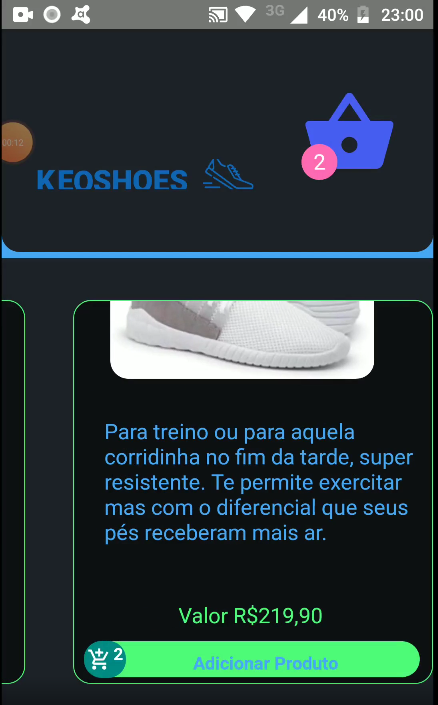 3G 40% 23:00
00:12
2
KEOSHOES
Para treino ou para aquela
corridinha no fim da tarde, super
resistente. Te permite exercitar
mas com o diferencial que seus
pés receberam mais ar.
Valor R$219,90
2 Adicionar Produto